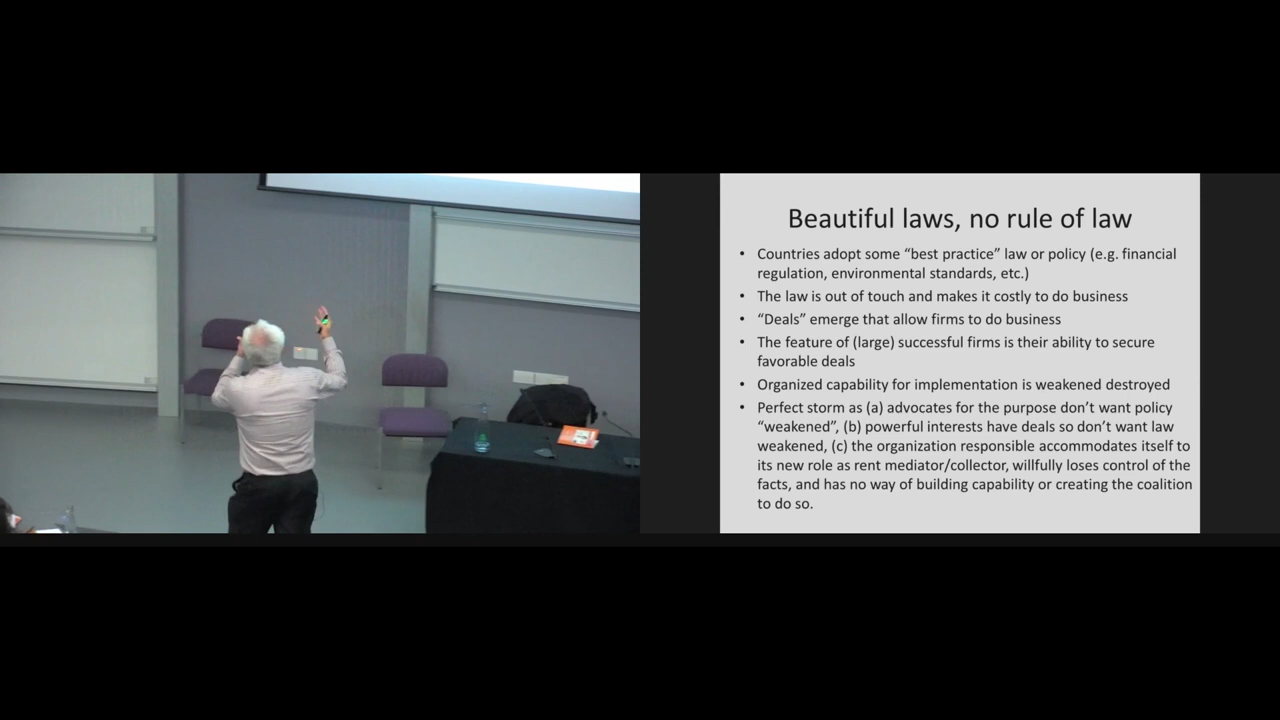 Beautiful laws, no rule of law
• Countries adopt some “best practice” law or policy (e.g. financial
regulation, environmental standards, etc.)
• The law is out of touch and makes it costly to do business
• “Deals” emerge that allow firms to do business
• The feature of (large) successful firms is their ability to secure
favorable deals
• Organized capability for implementation is weakened destroyed
• Perfect storm as (a) advocates for the purpose don’t want policy
“weakened”, (b) powerful interests have deals so don’t want law
weakened, (c) the organization responsible accommodates itself to
its new role as rent mediator/collector, willfully loses control of the
facts, and has no way of building capability or creating the coalition
to do so.